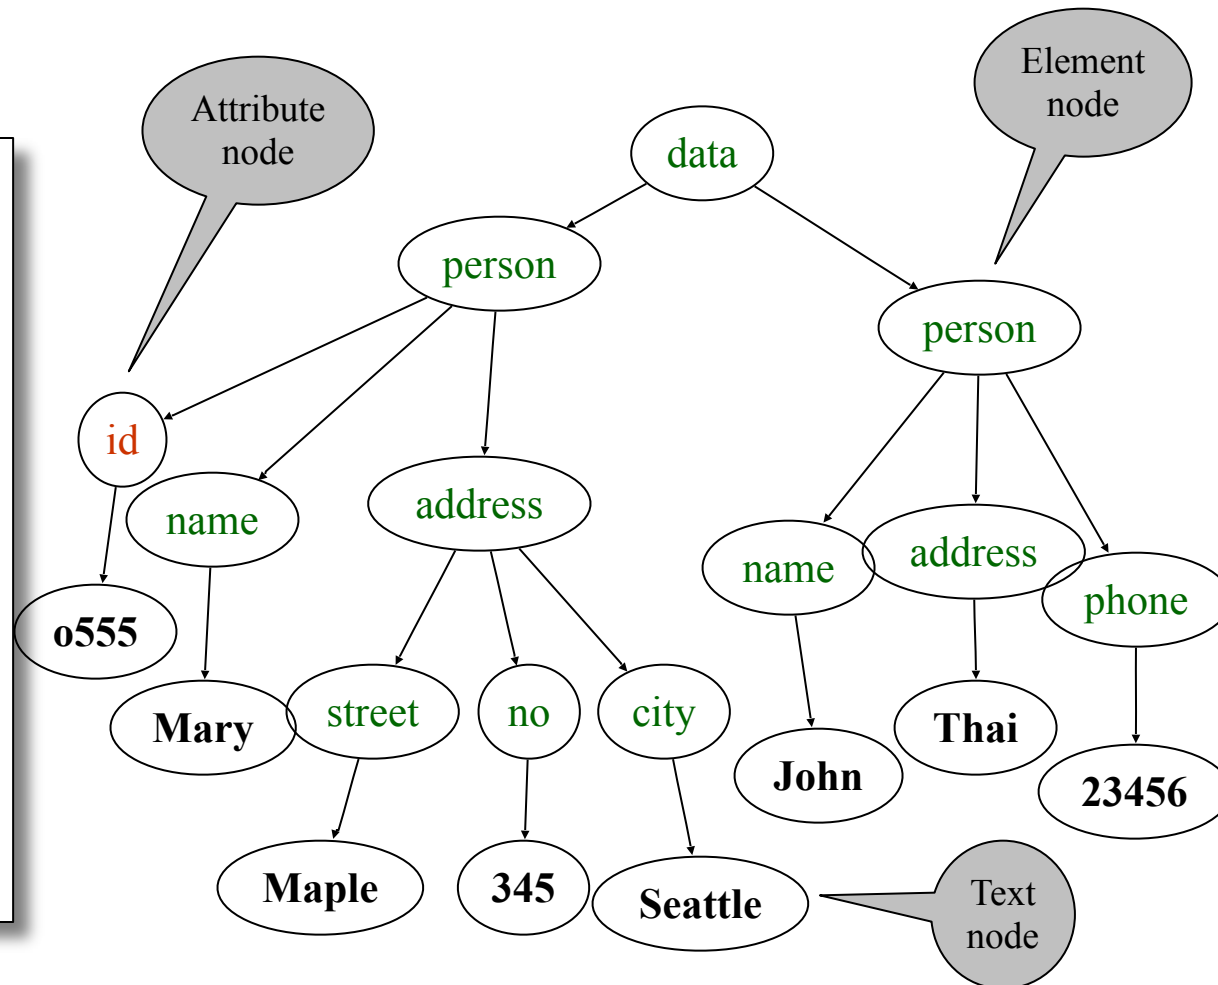 Element
node
Attribute
node
data
person
person
id
name
address
name
address
phone
o555
Mary
street
no
city
John
Thai
23456
Maple
345
Seattle
Text
node